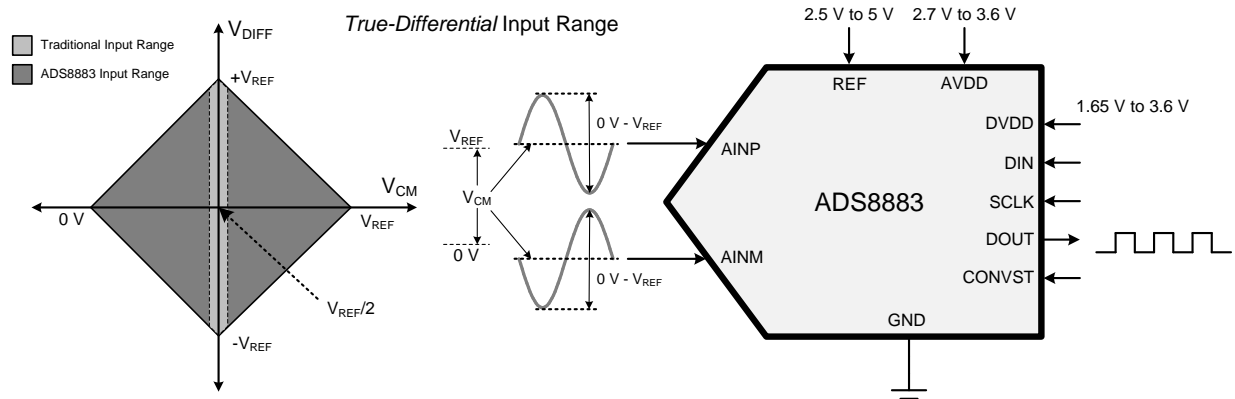 V_DIFF
True-Differential Input Range
Traditional Input Range
ADS8883 Input Range
+V_REF
V_CM
0 V
V_REF
V_REF/2
-V_REF
V_REF
V_CM
0 V
0 V - V_REF
0 V - V_REF
2.5 V to 5 V
2.7 V to 3.6 V
REF
AVDD
1.65 V to 3.6 V
AINP
AINM
ADS8883
DVDD
DIN
SCLK
DOUT
CONVST
GND